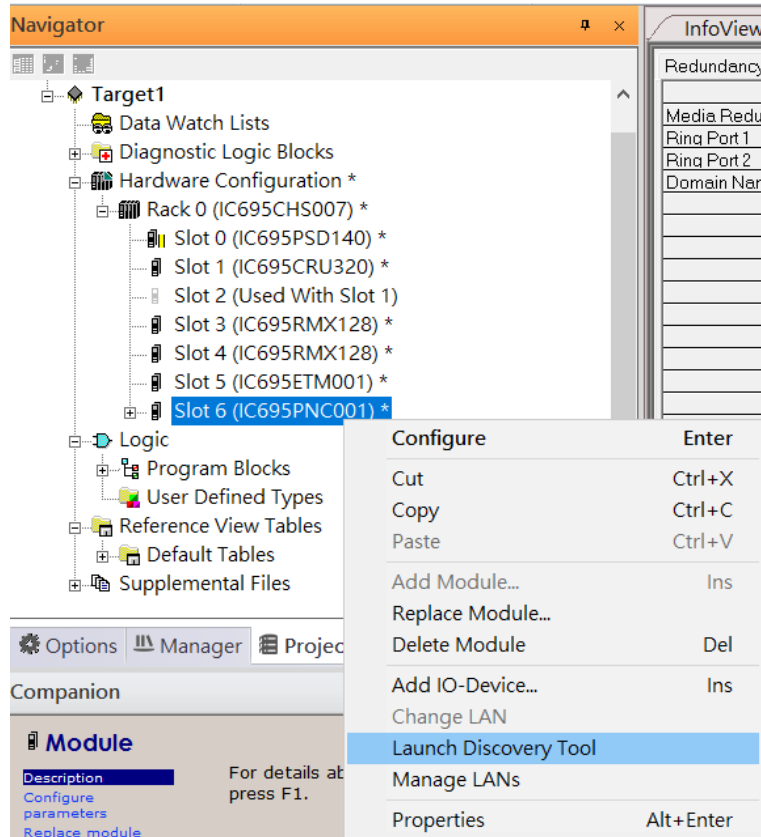 Navigator
InfoView
Redundancy
Target1
Data Watch Lists
Media Redu
Diagnostic Logic Blocks
Ring Port 1
Ring Port 2
Hardware Configuration *
Domain Nar
Rack 0 (IC695CHS007) *
Slot 0 (IC695PSD140) *
Slot 1 (IC695CRU320) *
Slot 2 (Used With Slot 1)
Slot 3 (IC695RMX128) *
Slot 4 (IC695RMX128) *
Slot 5 (IC695ETM001) *
Slot 6 (IC695PNC001) *
Logic
Program Blocks
User Defined Types
Reference View Tables
Default Tables
Supplemental Files
Configure Enter
Cut Ctrl+X
Copy Ctrl+C
Paste Ctrl+V
Add Module... Ins
Replace Module...
Delete Module Del
Add IO-Device... Ins
Change LAN
Launch Discovery Tool
Manage LANs
Properties Alt+Enter
Options Manager Projec
Companion
Module
Description
Configure
parameters
Replace module
For details ab
press F1.